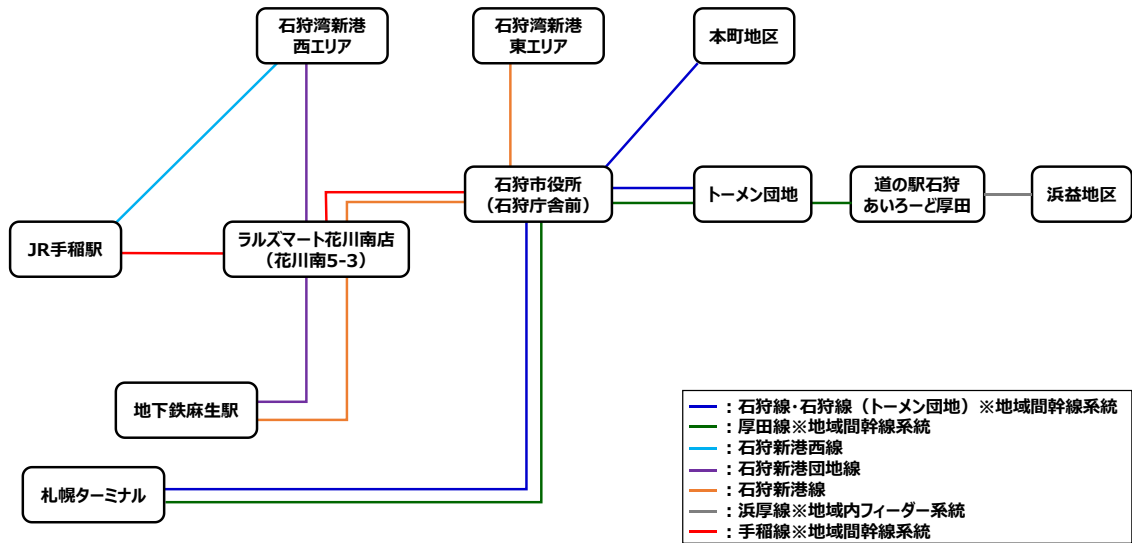 石狩湾新港
西エリア
石狩湾新港
東エリア
本町地区
石狩市役所
（石狩庁舎前）
トーメン団地
道の駅石狩
あいろーど厚田
浜益地区
JR手稲駅
ラルズマート花川南店
（花川南5-3）
地下鉄麻生駅
札幌ターミナル
：石狩線・石狩線（トーメン団地）※地域間幹線系統
：厚田線※地域間幹線系統
：石狩新港西線
：石狩新港団地線
：石狩新港線
：浜厚線※地域内フィーダー系統
：手稲線※地域間幹線系統